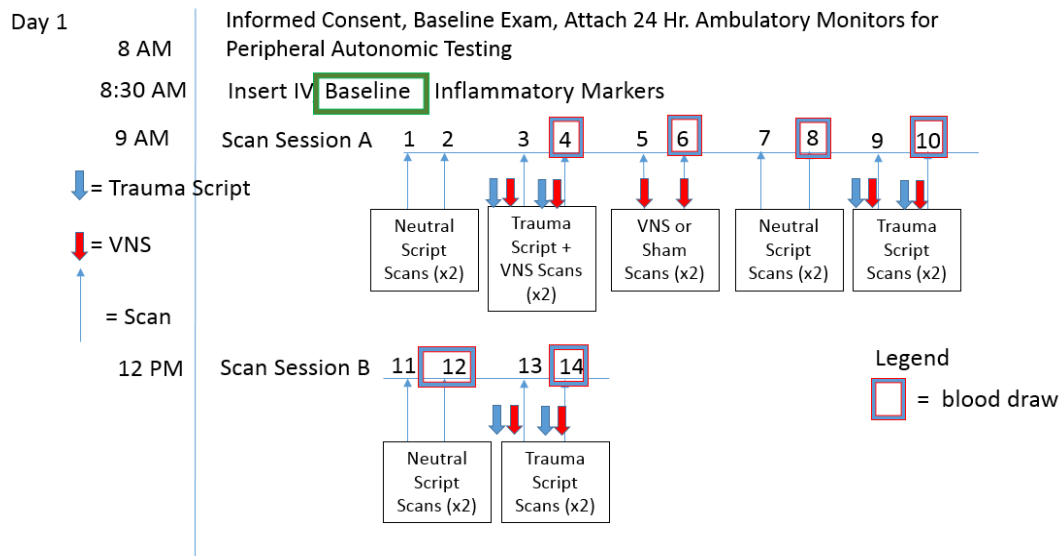 Day 1
8 AM
Informed Consent, Baseline Exam, Attach 24 Hr. Ambulatory Monitors for
Peripheral Autonomic Testing
8:30 AM
Insert IV Baseline Inflammatory Markers
9 AM
Scan Session A
1 2 3 4 5 6 7 8 9 10
= Trauma Script
= VNS
= Scan
Neutral
Script
Scans (x2)
Trauma
Script +
VNS Scans
(x2)
VNS or
Sham
Scans (x2)
Neutral
Script
Scans (x2)
Trauma
Script
Scans (x2)
12 PM
Scan Session B
11 12 13 14
Neutral
Script
Scans (x2)
Trauma
Script
Scans (x2)
Legend
= blood draw